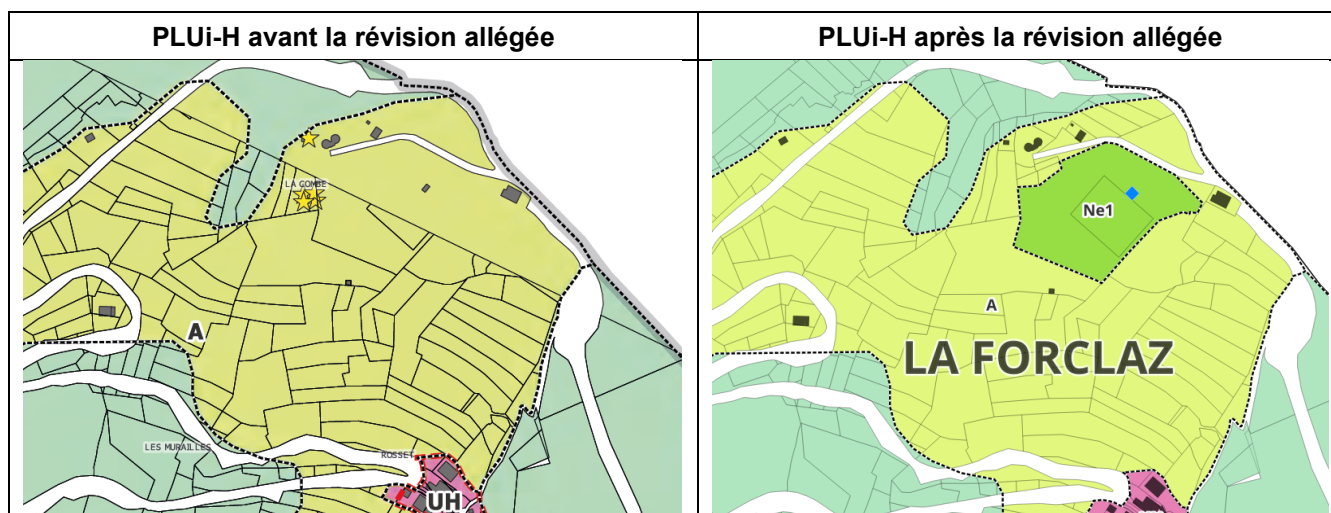 PLUi-H avant la révision allégée
PLUi-H après la révision allégée
LA COMBE
A
LES MURAILLES
ROSSET
UH
Ne1
A
LA FORCLAZ